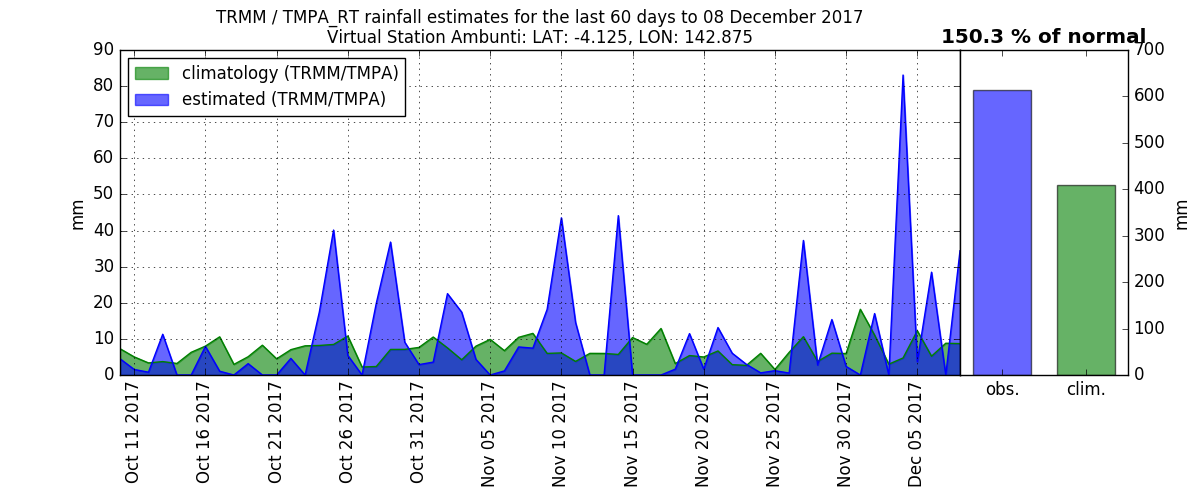 TRMM / TMPA_RT rainfall estimates for the last 60 days to 08 December 2017
Virtual Station Ambunti: LAT: -4.125, LON: 142.875
150.3 % of normal
climatology (TRMM/TMPA)
estimated (TRMM/TMPA)
mm
90
80
70
60
50
40
30
20
10
0
Oct 11 2017
Oct 16 2017
Oct 21 2017
Oct 26 2017
Oct 31 2017
Nov 05 2017
Nov 10 2017
Nov 15 2017
Nov 20 2017
Nov 25 2017
Nov 30 2017
Dec 05 2017
obs.
clim.
700
600
500
400
300
200
100
0
mm